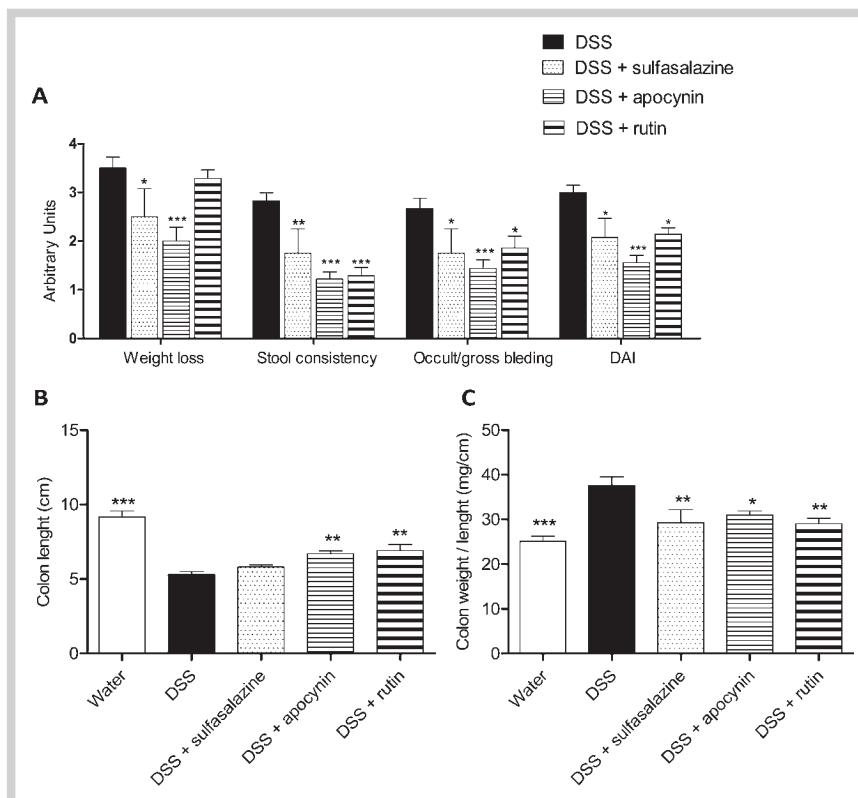 DSS
DSS + sulfasalazine
DSS + apocynin
DSS + rutin
A
Arbitrary Units
4
3
2
1
0
* *** ** *** *** * *** * * *** *
Weight loss Stool consistency Occult/gross bleding DAI
B
Colon lenght (cm)
15
10
5
0
*** ** **
Water DSS DSS + sulfasalazine DSS + apocynin DSS + rutin
C
Colon weight / lenght (mg/cm)
50
40
30
20
10
0
*** ** * **
Water DSS DSS + sulfasalazine DSS + apocynin DSS + rutin